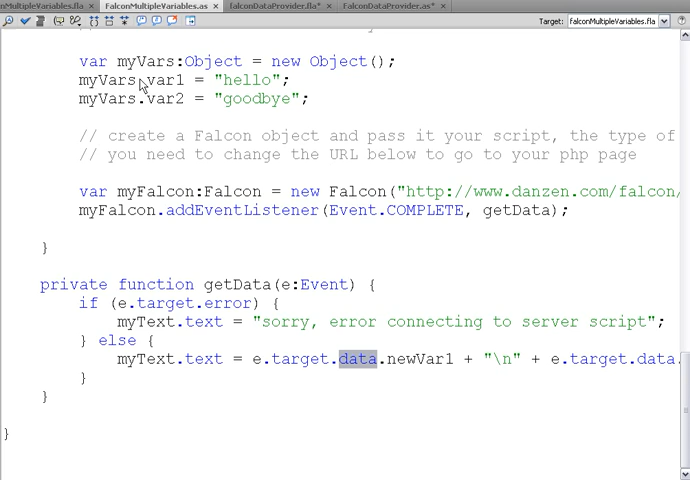 nMultipleVariables.fla × FalconMultipleVariables.as × falconDataProvider.fla* × FalconDataProvider.as* ×
Target: falconMultipleVariables.fla
var myVars:Object = new Object();
myVars.var1 = "hello";
myVars.var2 = "goodbye";
// create a Falcon object and pass it your script, the type of
// you need to change the URL below to go to your php page
var myFalcon:Falcon = new Falcon("http://www.danzen.com/falcon/
myFalcon.addEventListener(Event.COMPLETE, getData);
}
private function getData(e:Event) {
if (e.target.error) {
myText.text = "sorry, error connecting to server script";
} else {
myText.text = e.target.data.newVar1 + "\n" + e.target.data.
}
}
}